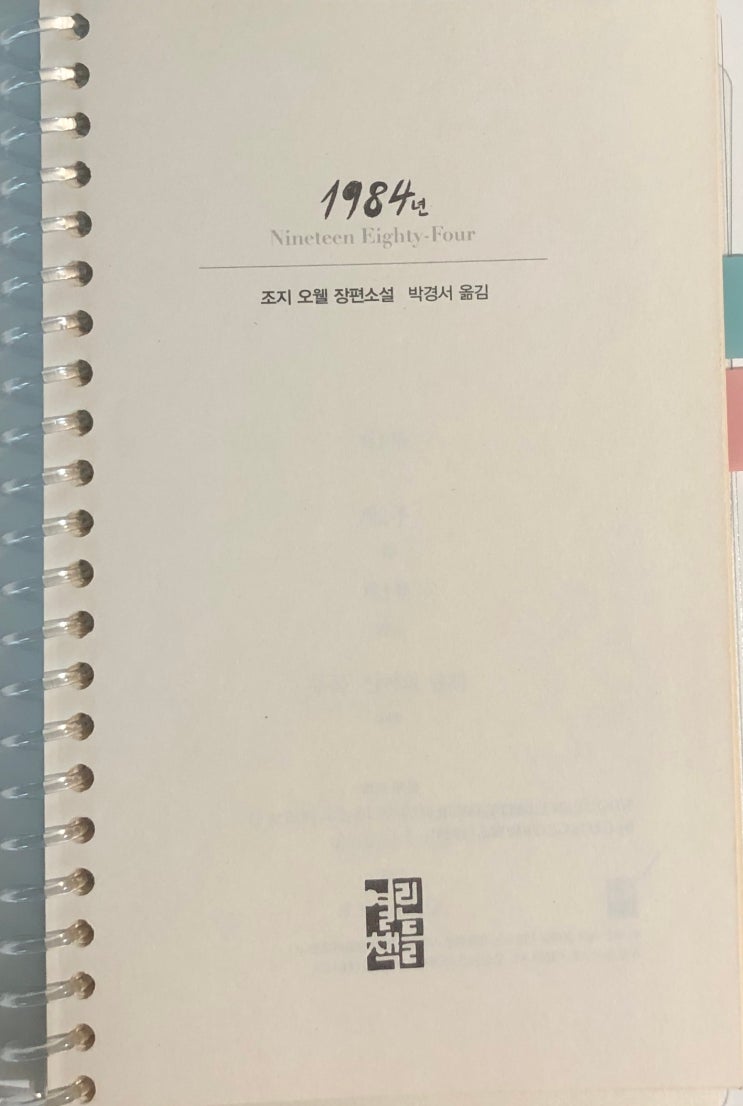 1984년
Nineteen Eighty-Four
조지 오웰 장편소설 박경서 옮김
열린책들